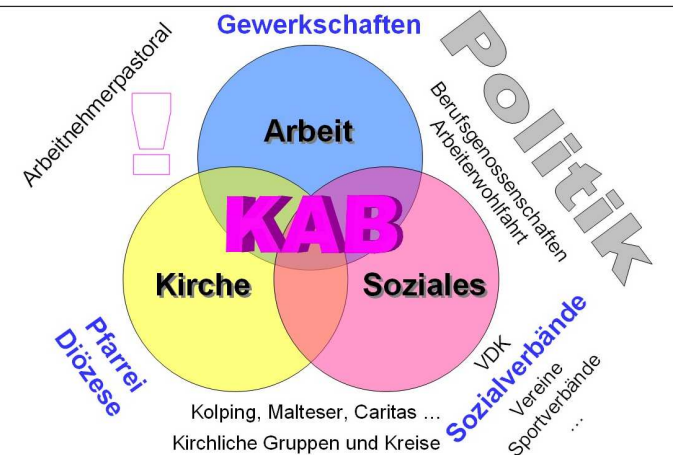 Gewerkschaften
Arbeitnehmerpastoral
!
Politik
Berufsgenossenschaften
Arbeiterwohlfahrt
Arbeit
KAB
Kirche
Soziales
Pfarrei
Diözese
VDK
Sozialverbände
Vereine
Sportverbände
...
Kolping, Malteser, Caritas ...
Kirchliche Gruppen und Kreise